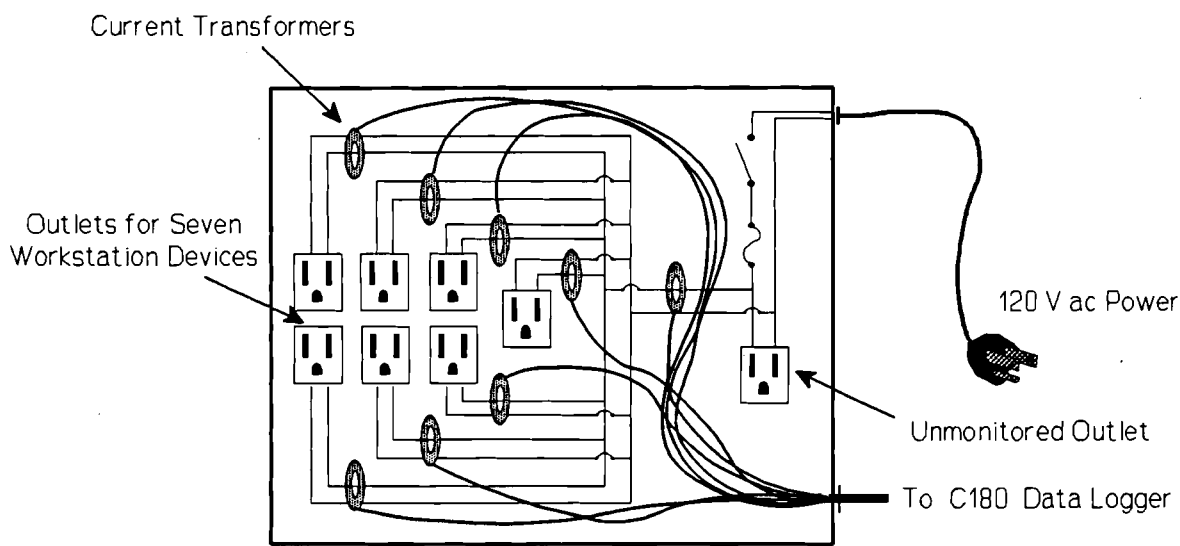 Current Transformers
Outlets for Seven
Workstation Devices
120 V ac Power
Unmonitored Outlet
To C180 Data Logger